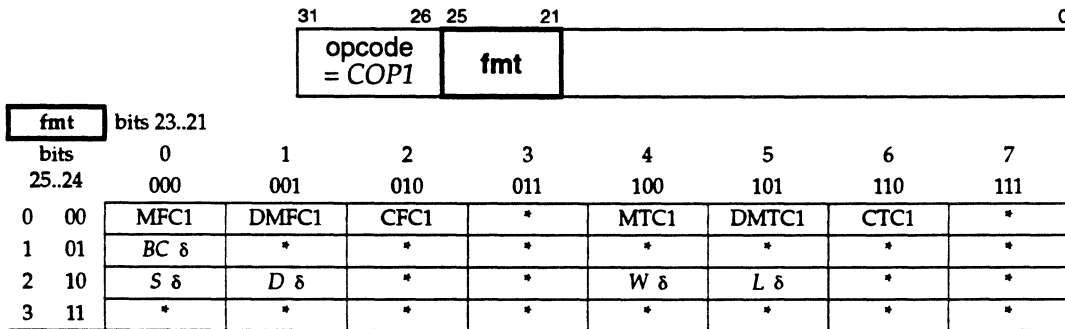 31 26 25 21 0
opcode = COP1 fmt
fmt bits 23..21
bits 0 1 2 3 4 5 6 7
25..24 000 001 010 011 100 101 110 111
0 00 MFC1 DMFC1 CFC1 * MTC1 DMTC1 CTC1 *
1 01 BC δ * * * * * * *
2 10 S δ D δ * * W δ L δ * *
3 11 * * * * * * * *